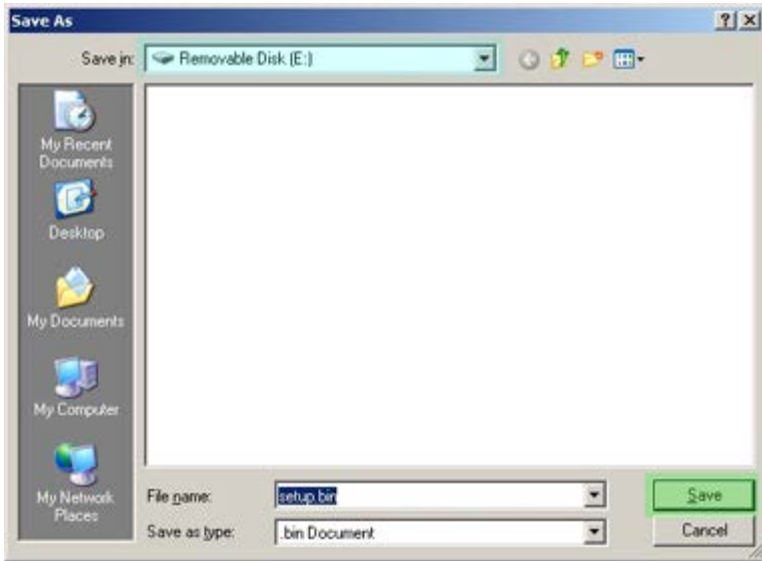 Save As
Save in: Removable Disk (E:)
My Recent
Documents
Desktop
My Documents
My Computer
My Network
Places
File name: setup.bin
Save
Save as type: .bin Document
Cancel